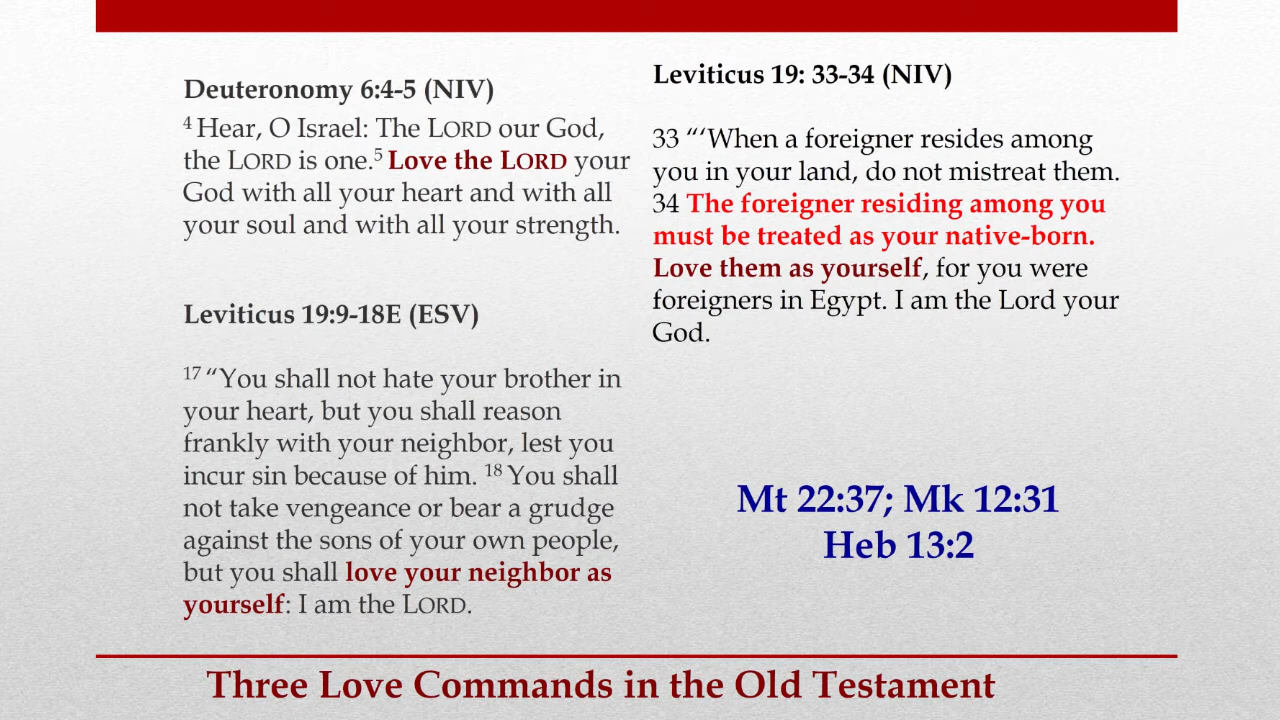 Deuteronomy 6:4-5 (NIV)
4 Hear, O Israel: The LORD our God,
the LORD is one.5 Love the LORD your
God with all your heart and with all
your soul and with all your strength.
Leviticus 19:9-18E (ESV)
17 “You shall not hate your brother in
your heart, but you shall reason
frankly with your neighbor, lest you
incur sin because of him. 18 You shall
not take vengeance or bear a grudge
against the sons of your own people,
but you shall love your neighbor as
yourself: I am the LORD.
Leviticus 19: 33-34 (NIV)
33 “‘When a foreigner resides among
you in your land, do not mistreat them.
34 The foreigner residing among you
must be treated as your native-born.
Love them as yourself, for you were
foreigners in Egypt. I am the Lord your
God.
Mt 22:37; Mk 12:31
Heb 13:2
Three Love Commands in the Old Testament